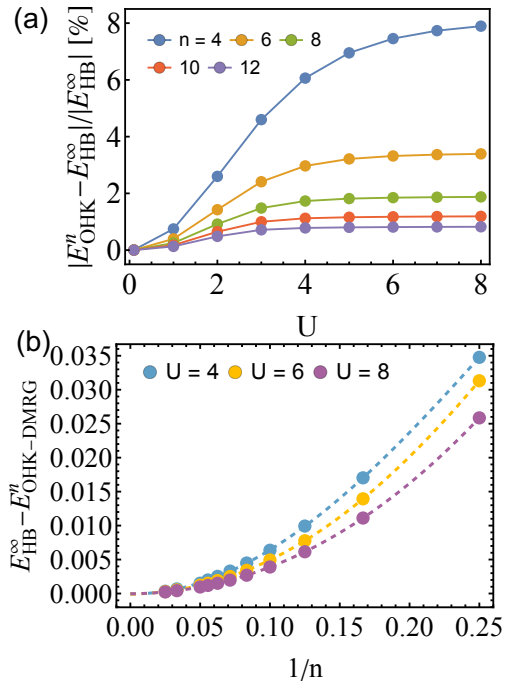 (a)
|E^n_OHK−E^∞_HB|/|E^∞_HB| [%]
n = 4 6 8
10 12
8
6
4
2
0
0 2 4 6 8
U
(b)
E^∞_HB−E^n_OHK−DMRG
U = 4 U = 6 U = 8
0.035
0.030
0.025
0.020
0.015
0.010
0.005
0.000
0.00 0.05 0.10 0.15 0.20 0.25
1/n